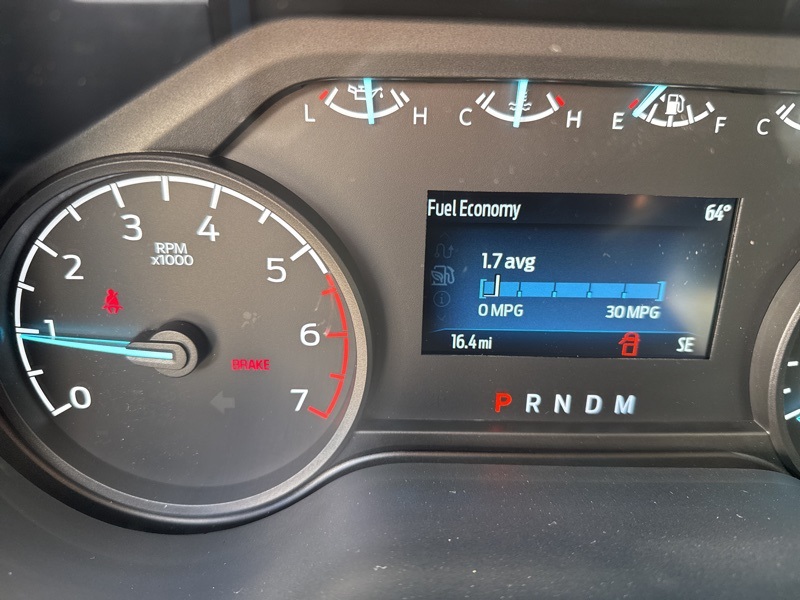 L H C H E F C
Fuel Economy 64°
1.7 avg
0 MPG 30 MPG
16.4 mi SE
P R N D M
0 1 2 3 4 5 6 7
RPM
x1000
BRAKE